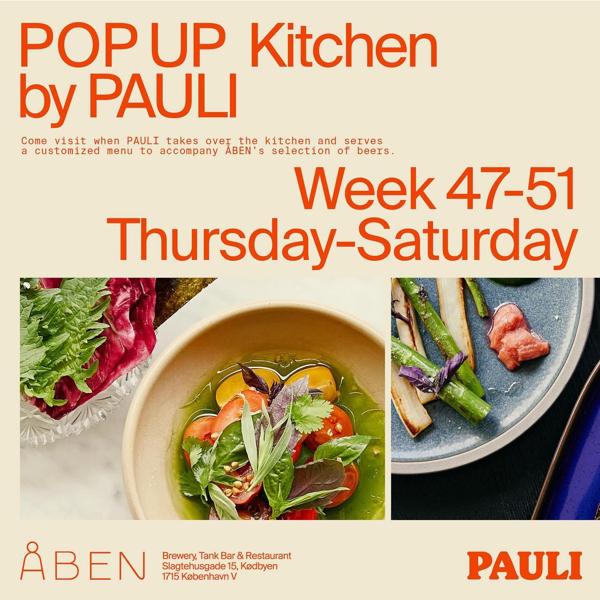 POP UP Kitchen
by PAULI
Come visit when PAULI takes over the kitchen and serves
a customized menu to accompany ÅBEN's selection of beers.
Week 47-51
Thursday-Saturday
ÅBEN
Brewery, Tank Bar & Restaurant
Slagtehusgade 15, Kødbyen
1715 København V
PAULI